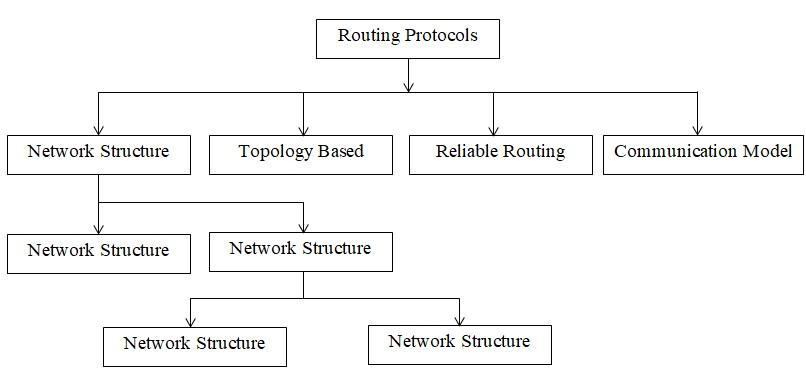 Routing Protocols
Network Structure
Topology Based
Reliable Routing
Communication Model
Network Structure
Network Structure
Network Structure
Network Structure